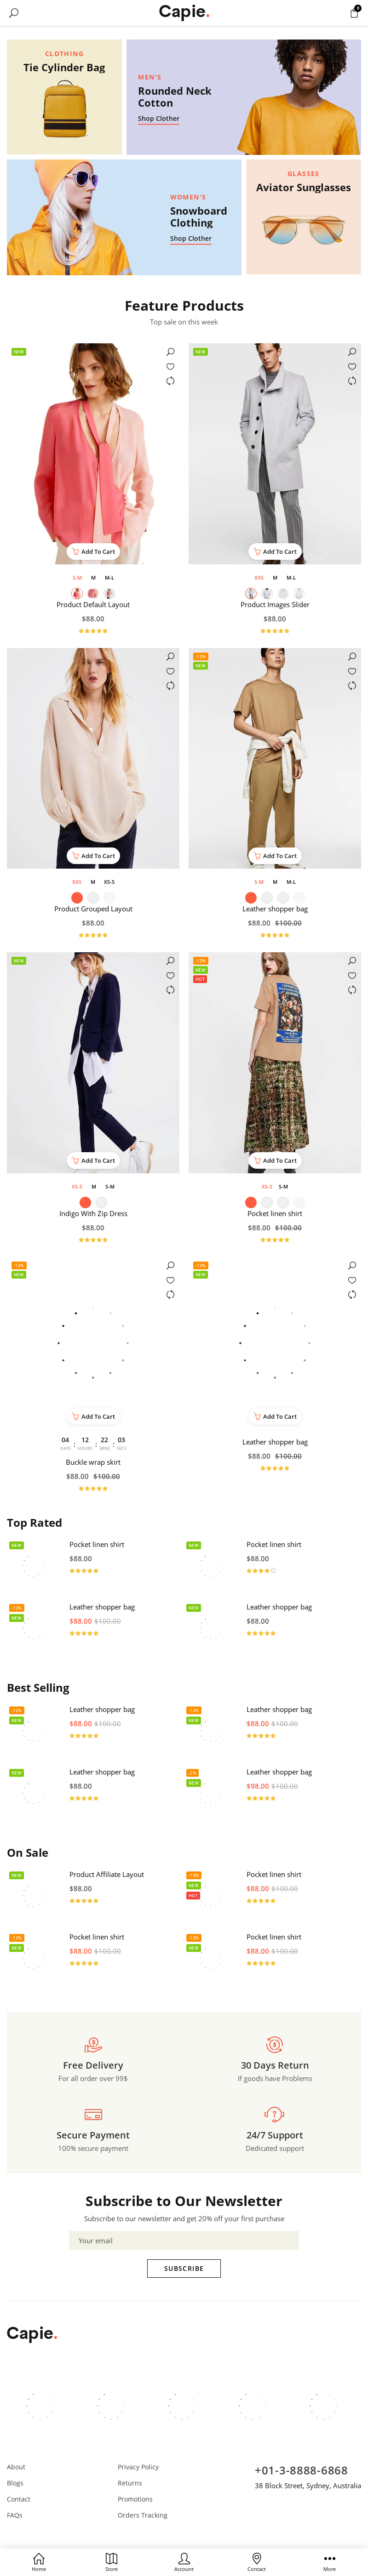 Capie.
0
CLOTHING
Tie Cylinder Bag
MEN'S
Rounded Neck
Cotton
Shop Clother
WOMEN'S
Snowboard
Clothing
Shop Clother
GLASSES
Aviator Sunglasses
Feature Products
Top sale on this week
NEW
Add To Cart
S-M M M-L
Product Default Layout
$88.00
NEW
Add To Cart
XXS M M-L
Product Images Slider
$88.00
Add To Cart
XXS M XS-S
Product Grouped Layout
$88.00
-12%
NEW
Add To Cart
S-M M M-L
Leather shopper bag
$88.00 $100.00
NEW
Add To Cart
XS-S M S-M
Indigo With Zip Dress
$88.00
-12%
NEW
HOT
Add To Cart
XS-S S-M
Pocket linen shirt
$88.00 $100.00
-12%
NEW
Add To Cart
04 : 12 : 22 : 03
DAYS HOURS MINS SECS
Buckle wrap skirt
$88.00 $100.00
-12%
NEW
Add To Cart
Leather shopper bag
$88.00 $100.00
Top Rated
NEW
Pocket linen shirt
$88.00
NEW
Pocket linen shirt
$88.00
-12%
NEW
Leather shopper bag
$88.00 $100.00
NEW
Leather shopper bag
$88.00
Best Selling
-12%
NEW
Leather shopper bag
$88.00 $100.00
-12%
NEW
Leather shopper bag
$88.00 $100.00
NEW
Leather shopper bag
$88.00
-2%
NEW
Leather shopper bag
$98.00 $100.00
On Sale
NEW
Product Affiliate Layout
$88.00
-12%
NEW
HOT
Pocket linen shirt
$88.00 $100.00
-12%
NEW
Pocket linen shirt
$88.00 $100.00
-12%
NEW
Pocket linen shirt
$88.00 $100.00
Free Delivery
For all order over 99$
30 Days Return
If goods have Problems
Secure Payment
100% secure payment
24/7 Support
Dedicated support
Subscribe to Our Newsletter
Subscribe to our newsletter and get 20% off your first purchase
Your email
SUBSCRIBE
Capie.
About
Blogs
Contact
FAQs
Privacy Policy
Returns
Promotions
Orders Tracking
+01-3-8888-6868
38 Block Street, Sydney, Australia
Home
Store
Account
Contact
More